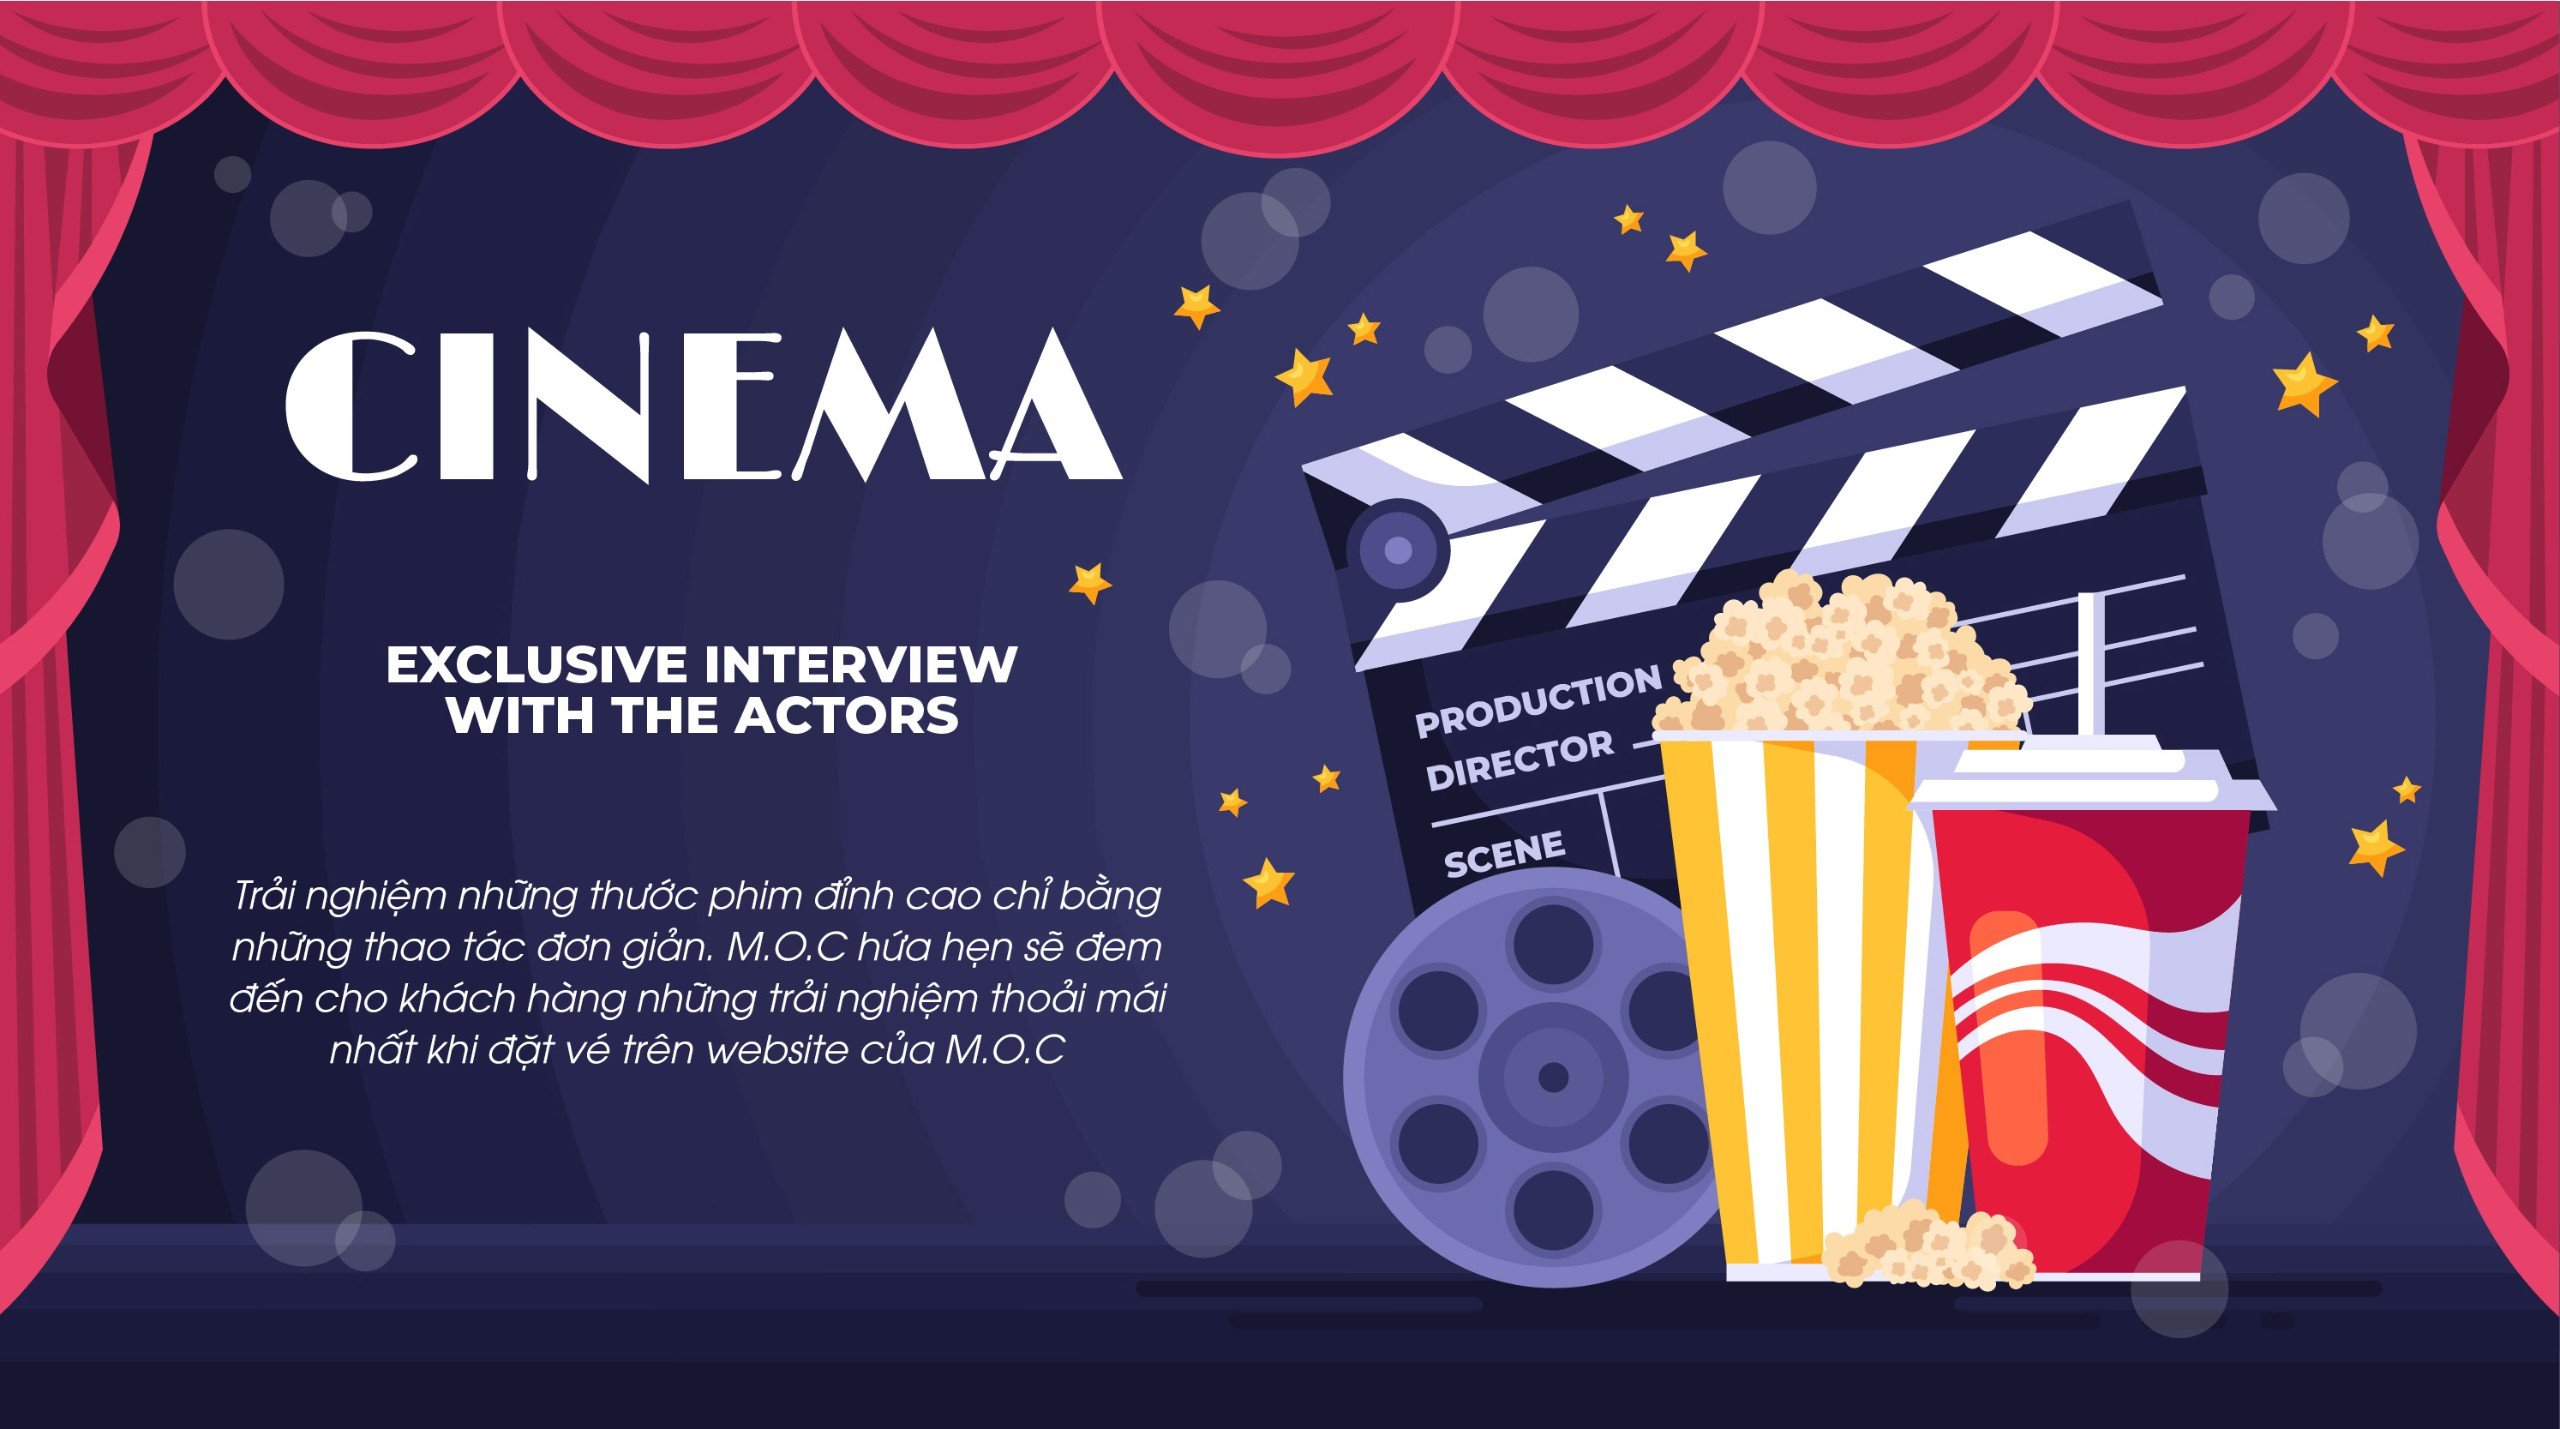 CINEMA
EXCLUSIVE INTERVIEW
WITH THE ACTORS
Trải nghiệm những thước phim đỉnh cao chỉ bằng
những thao tác đơn giản. M.O.C hứa hẹn sẽ đem
đến cho khách hàng những trải nghiệm thoải mái
nhất khi đặt vé trên website của M.O.C
PRODUCTION
DIRECTOR
SCENE